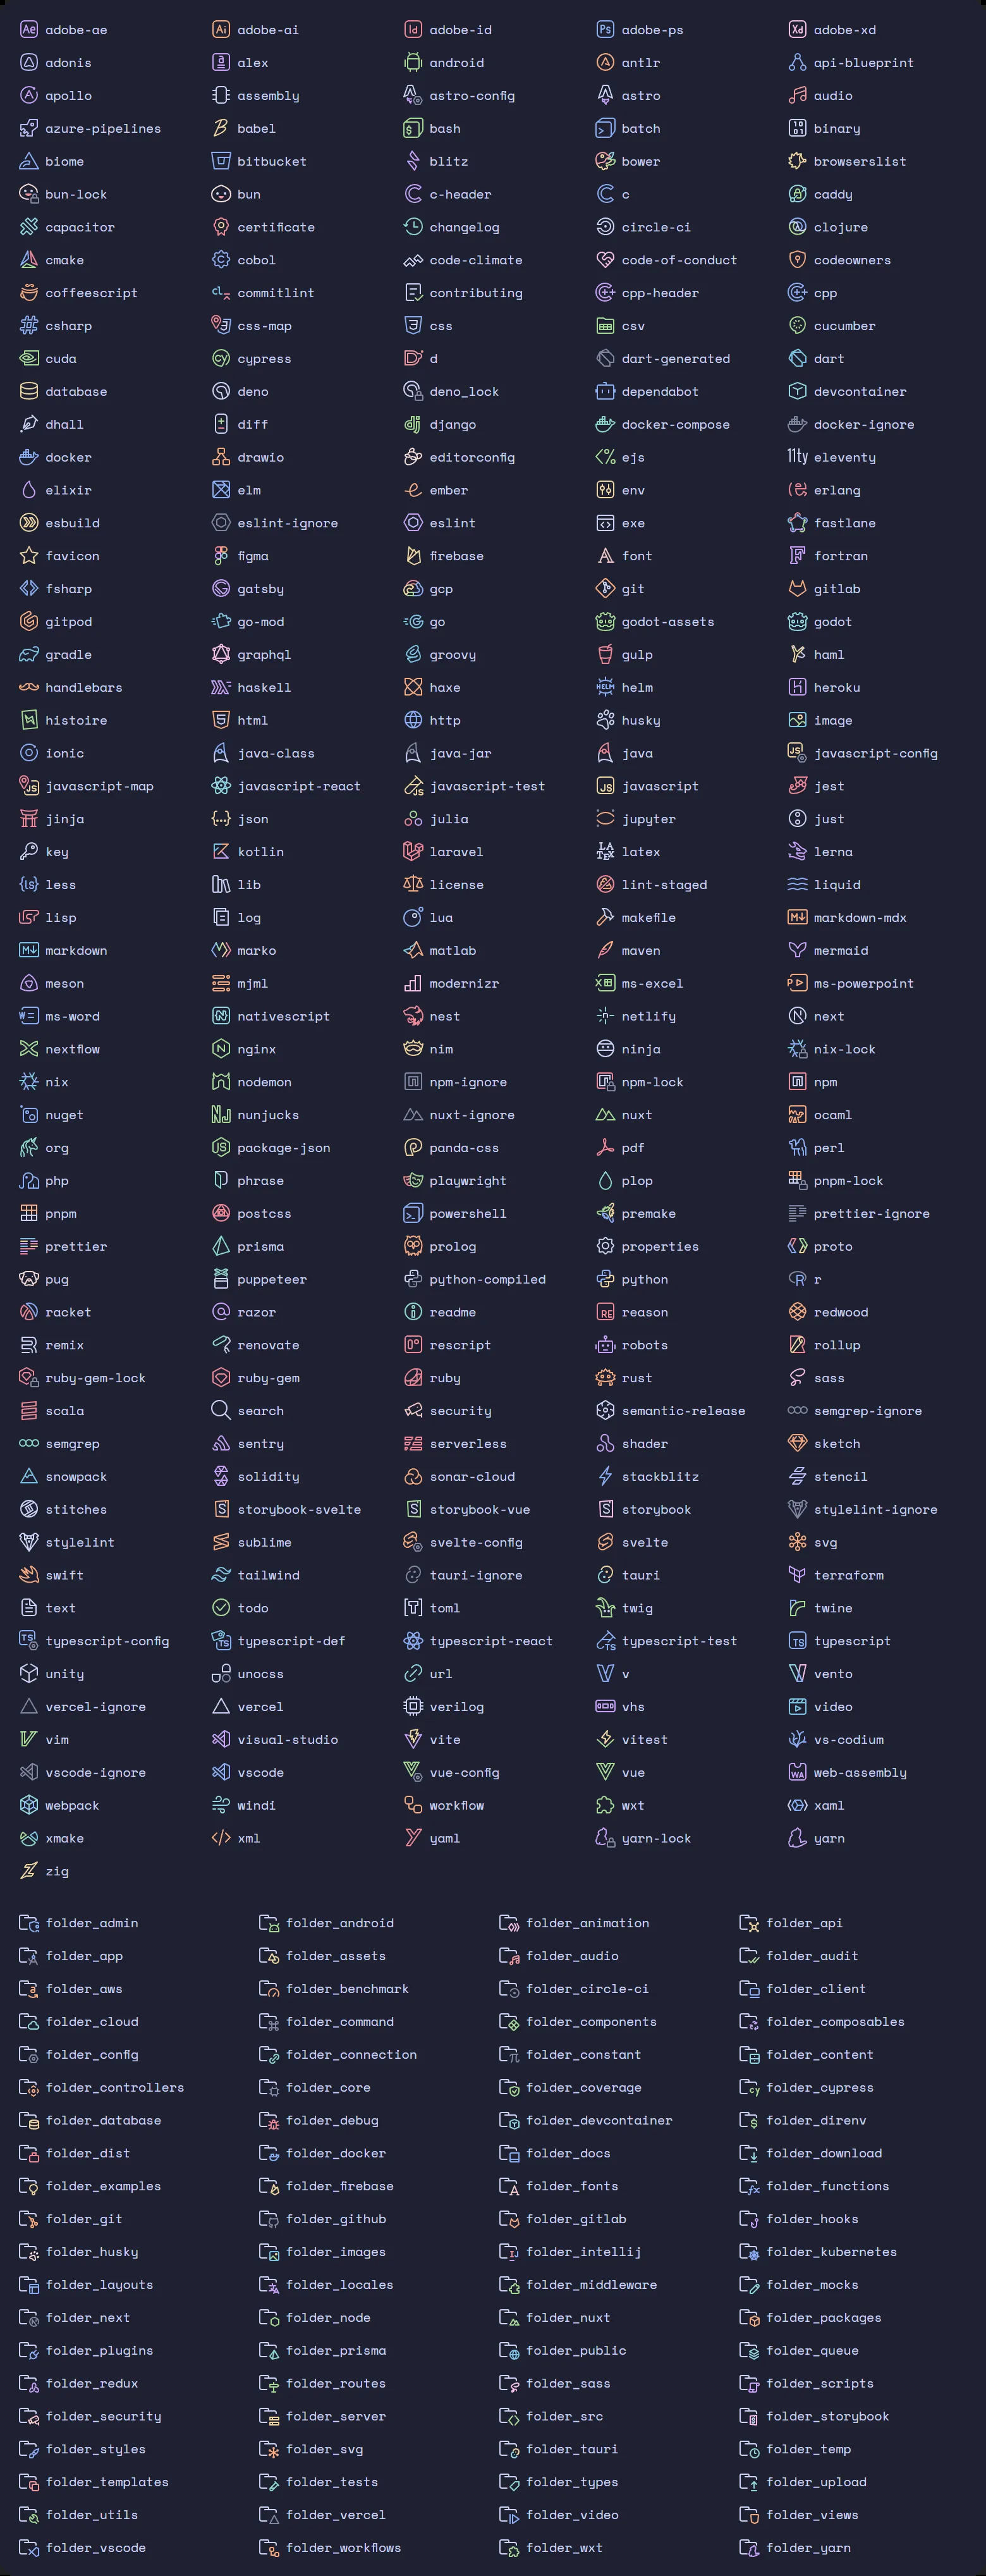 adobe-ae adobe-ai adobe-id adobe-ps adobe-xd
adonis alex android antlr api-blueprint
apollo assembly astro-config astro audio
azure-pipelines babel bash batch binary
biome bitbucket blitz bower browserslist
bun-lock bun c-header c caddy
capacitor certificate changelog circle-ci clojure
cmake cobol code-climate code-of-conduct codeowners
coffeescript commitlint contributing cpp-header cpp
csharp css-map css csv cucumber
cuda cypress d dart-generated dart
database deno deno_lock dependabot devcontainer
dhall diff django docker-compose docker-ignore
docker drawio editorconfig ejs eleventy
elixir elm ember env erlang
esbuild eslint-ignore eslint exe fastlane
favicon figma firebase font fortran
fsharp gatsby gcp git gitlab
gitpod go-mod go godot-assets godot
gradle graphql groovy gulp haml
handlebars haskell haxe helm heroku
histoire html http husky image
ionic java-class java-jar java javascript-config
javascript-map javascript-react javascript-test javascript jest
jinja json julia jupyter just
key kotlin laravel latex lerna
less lib license lint-staged liquid
lisp log lua makefile markdown-mdx
markdown marko matlab maven mermaid
meson mjml modernizr ms-excel ms-powerpoint
ms-word nativescript nest netlify next
nextflow nginx nim ninja nix-lock
nix nodemon npm-ignore npm-lock npm
nuget nunjucks nuxt-ignore nuxt ocaml
org package-json panda-css pdf perl
php phrase playwright plop pnpm-lock
pnpm postcss powershell premake prettier-ignore
prettier prisma prolog properties proto
pug puppeteer python-compiled python r
racket razor readme reason redwood
remix renovate rescript robots rollup
ruby-gem-lock ruby-gem ruby rust sass
scala search security semantic-release semgrep-ignore
semgrep sentry serverless shader sketch
snowpack solidity sonar-cloud stackblitz stencil
stitches storybook-svelte storybook-vue storybook stylelint-ignore
stylelint sublime svelte-config svelte svg
swift tailwind tauri-ignore tauri terraform
text todo toml twig twine
typescript-config typescript-def typescript-react typescript-test typescript
unity unocss url v vento
vercel-ignore vercel verilog vhs video
vim visual-studio vite vitest vs-codium
vscode-ignore vscode vue-config vue web-assembly
webpack windi workflow wxt xaml
xmake xml yaml yarn-lock yarn
zig
folder_admin folder_android folder_animation folder_api
folder_app folder_assets folder_audio folder_audit
folder_aws folder_benchmark folder_circle-ci folder_client
folder_cloud folder_command folder_components folder_composables
folder_config folder_connection folder_constant folder_content
folder_controllers folder_core folder_coverage folder_cypress
folder_database folder_debug folder_devcontainer folder_direnv
folder_dist folder_docker folder_docs folder_download
folder_examples folder_firebase folder_fonts folder_functions
folder_git folder_github folder_gitlab folder_hooks
folder_husky folder_images folder_intellij folder_kubernetes
folder_layouts folder_locales folder_middleware folder_mocks
folder_next folder_node folder_nuxt folder_packages
folder_plugins folder_prisma folder_public folder_queue
folder_redux folder_routes folder_sass folder_scripts
folder_security folder_server folder_src folder_storybook
folder_styles folder_svg folder_tauri folder_temp
folder_templates folder_tests folder_types folder_upload
folder_utils folder_vercel folder_video folder_views
folder_vscode folder_workflows folder_wxt folder_yarn